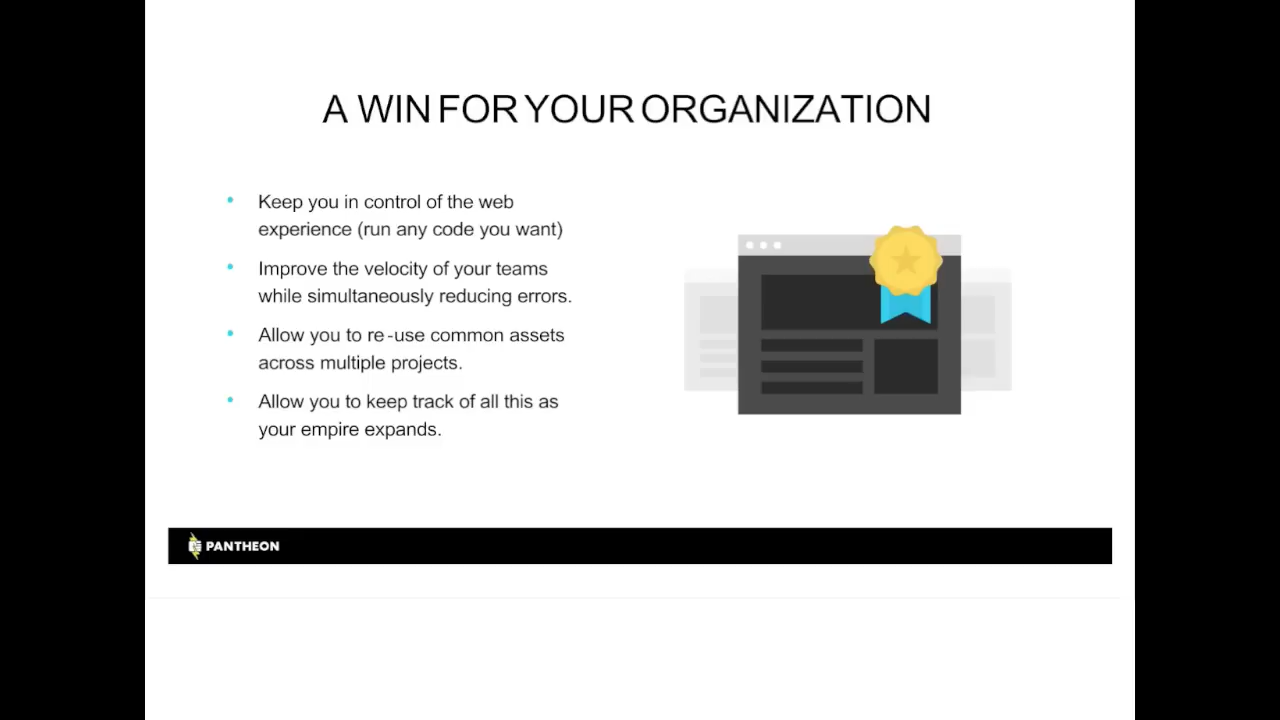 A WIN FOR YOUR ORGANIZATION
• Keep you in control of the web
experience (run any code you want)
• Improve the velocity of your teams
while simultaneously reducing errors.
• Allow you to re-use common assets
across multiple projects.
• Allow you to keep track of all this as
your empire expands.
PANTHEON